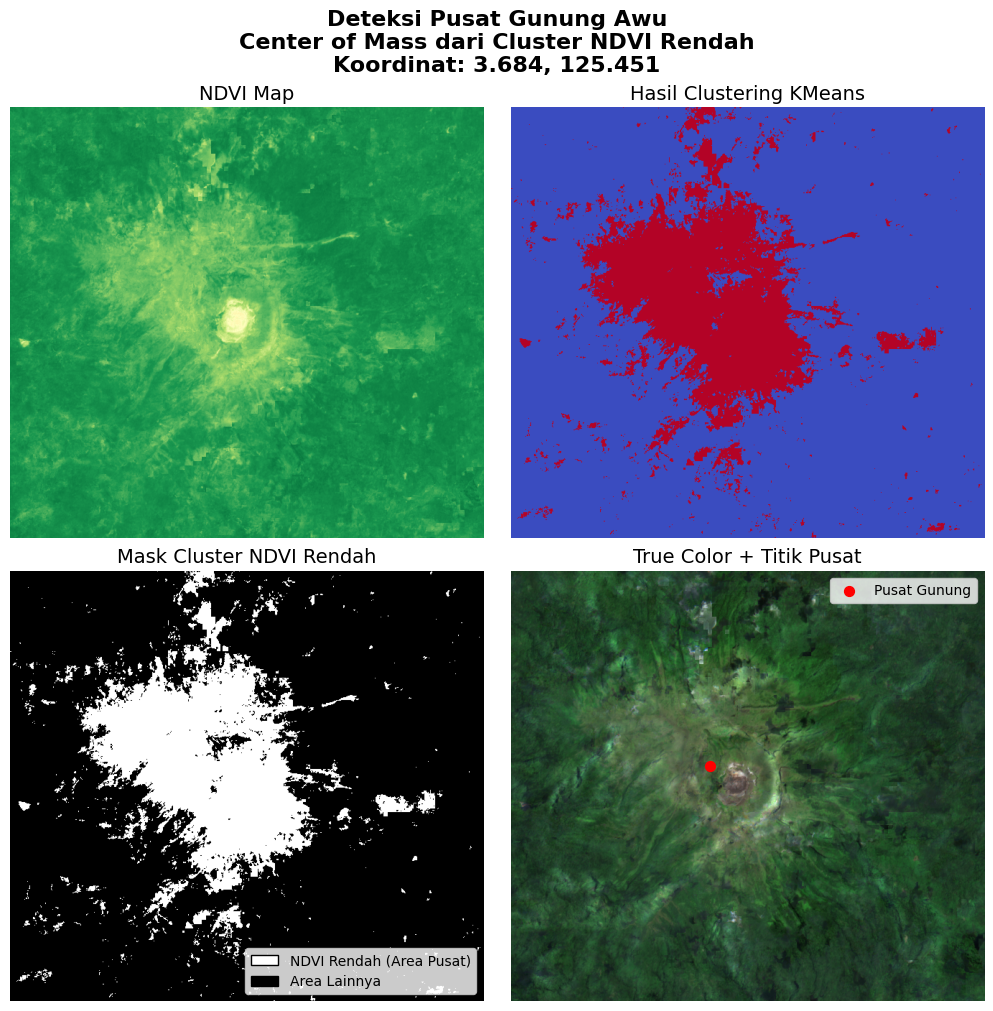 Deteksi Pusat Gunung Awu
Center of Mass dari Cluster NDVI Rendah
Koordinat: 3.684, 125.451
NDVI Map
Hasil Clustering KMeans
Mask Cluster NDVI Rendah
NDVI Rendah (Area Pusat)
Area Lainnya
True Color + Titik Pusat
Pusat Gunung